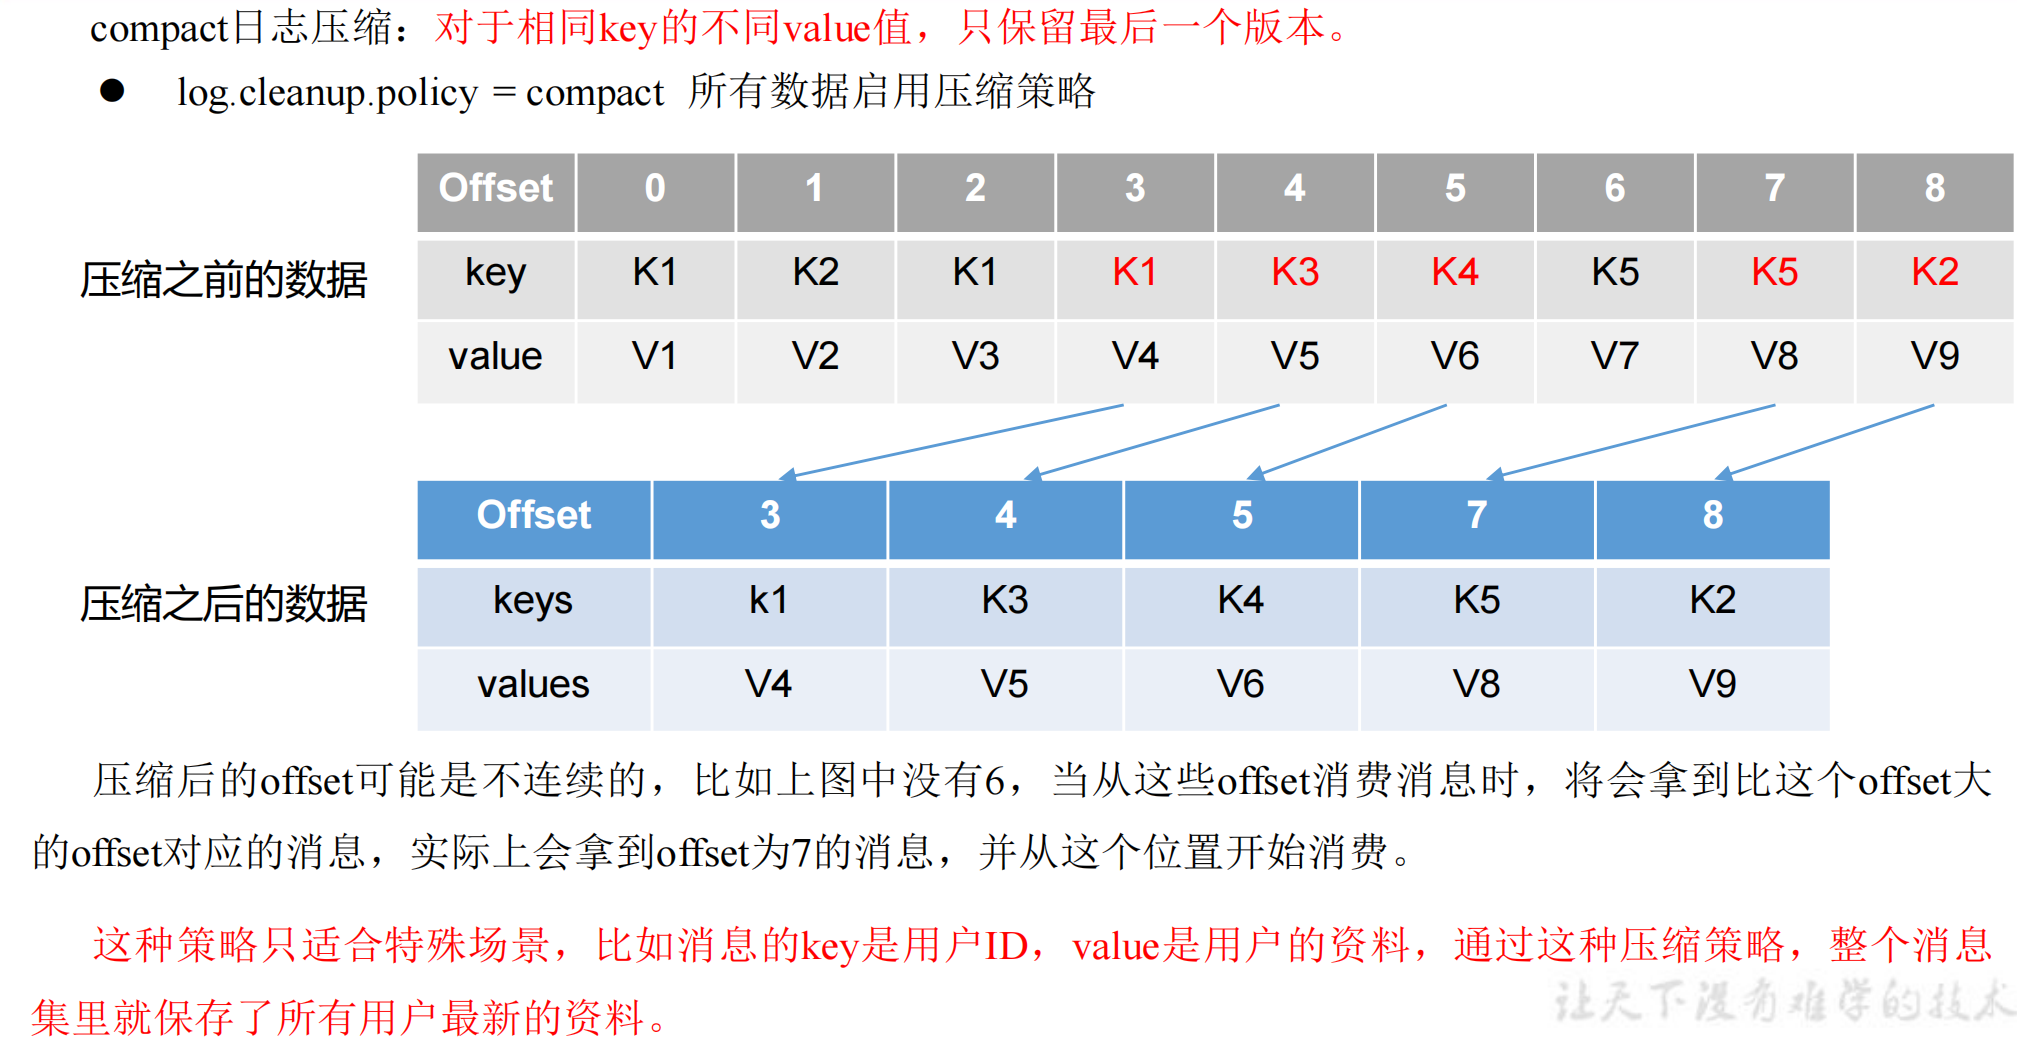 compact日志压缩：对于相同key的不同value值，只保留最后一个版本。
● log.cleanup.policy = compact 所有数据启用压缩策略
Offset 0 1 2 3 4 5 6 7 8
压缩之前的数据 key K1 K2 K1 K1 K3 K4 K5 K5 K2
value V1 V2 V3 V4 V5 V6 V7 V8 V9
Offset 3 4 5 7 8
压缩之后的数据 keys k1 K3 K4 K5 K2
values V4 V5 V6 V8 V9
压缩后的offset可能是不连续的，比如上图中没有6，当从这些offset消费消息时，将会拿到比这个offset大
的offset对应的消息，实际上会拿到offset为7的消息，并从这个位置开始消费。
这种策略只适合特殊场景，比如消息的key是用户ID，value是用户的资料，通过这种压缩策略，整个消息
集里就保存了所有用户最新的资料。
让天下没有难学的技术